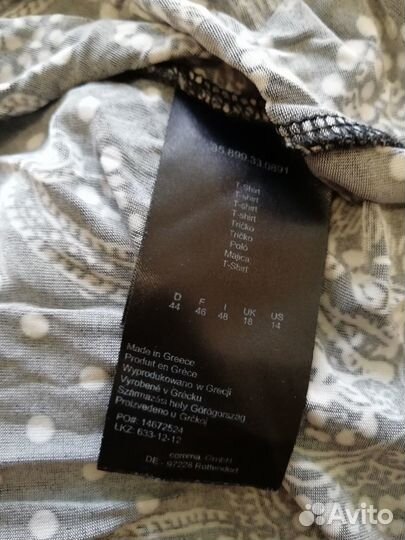 35.899.33.0891
T-Shirt
T-shirt
T-shirt
T-shirt
Tričko
Tričko
Polo
Majica
T-Shirt
D F I UK US
44 46 48 18 14
Made in Greece
Produit en Grèce
Wyprodukowano w Grecji
Vyrobené v Grécku
Származási hely Görögország
Proizvedeno u Grčkoj
PO#: 14672524
LKZ: 633-12-12
comma, GmbH
DE - 97228 Rottendorf
Avito